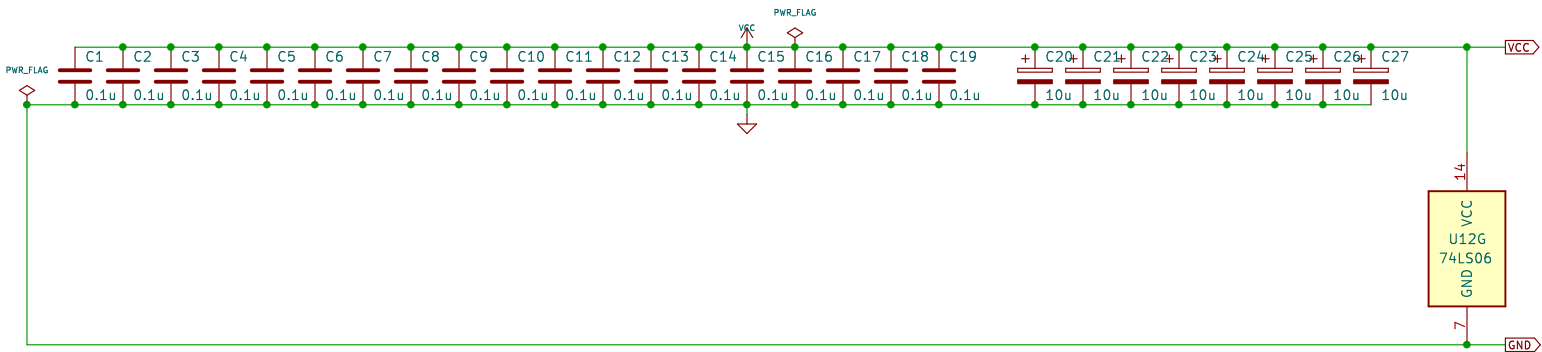 PWR_FLAG
VCC
PWR_FLAG
C1 C2 C3 C4 C5 C6 C7 C8 C9 C10 C11 C12 C13 C14 C15 C16 C17 C18 C19 C20 C21 C22 C23 C24 C25 C26 C27
VCC
+ + + + + + + +
0.1u 0.1u 0.1u 0.1u 0.1u 0.1u 0.1u 0.1u 0.1u 0.1u 0.1u 0.1u 0.1u 0.1u 0.1u 0.1u 0.1u 0.1u 0.1u 10u 10u 10u 10u 10u 10u 10u 10u
14
VCC
U12G
74LS06
GND
7
GND